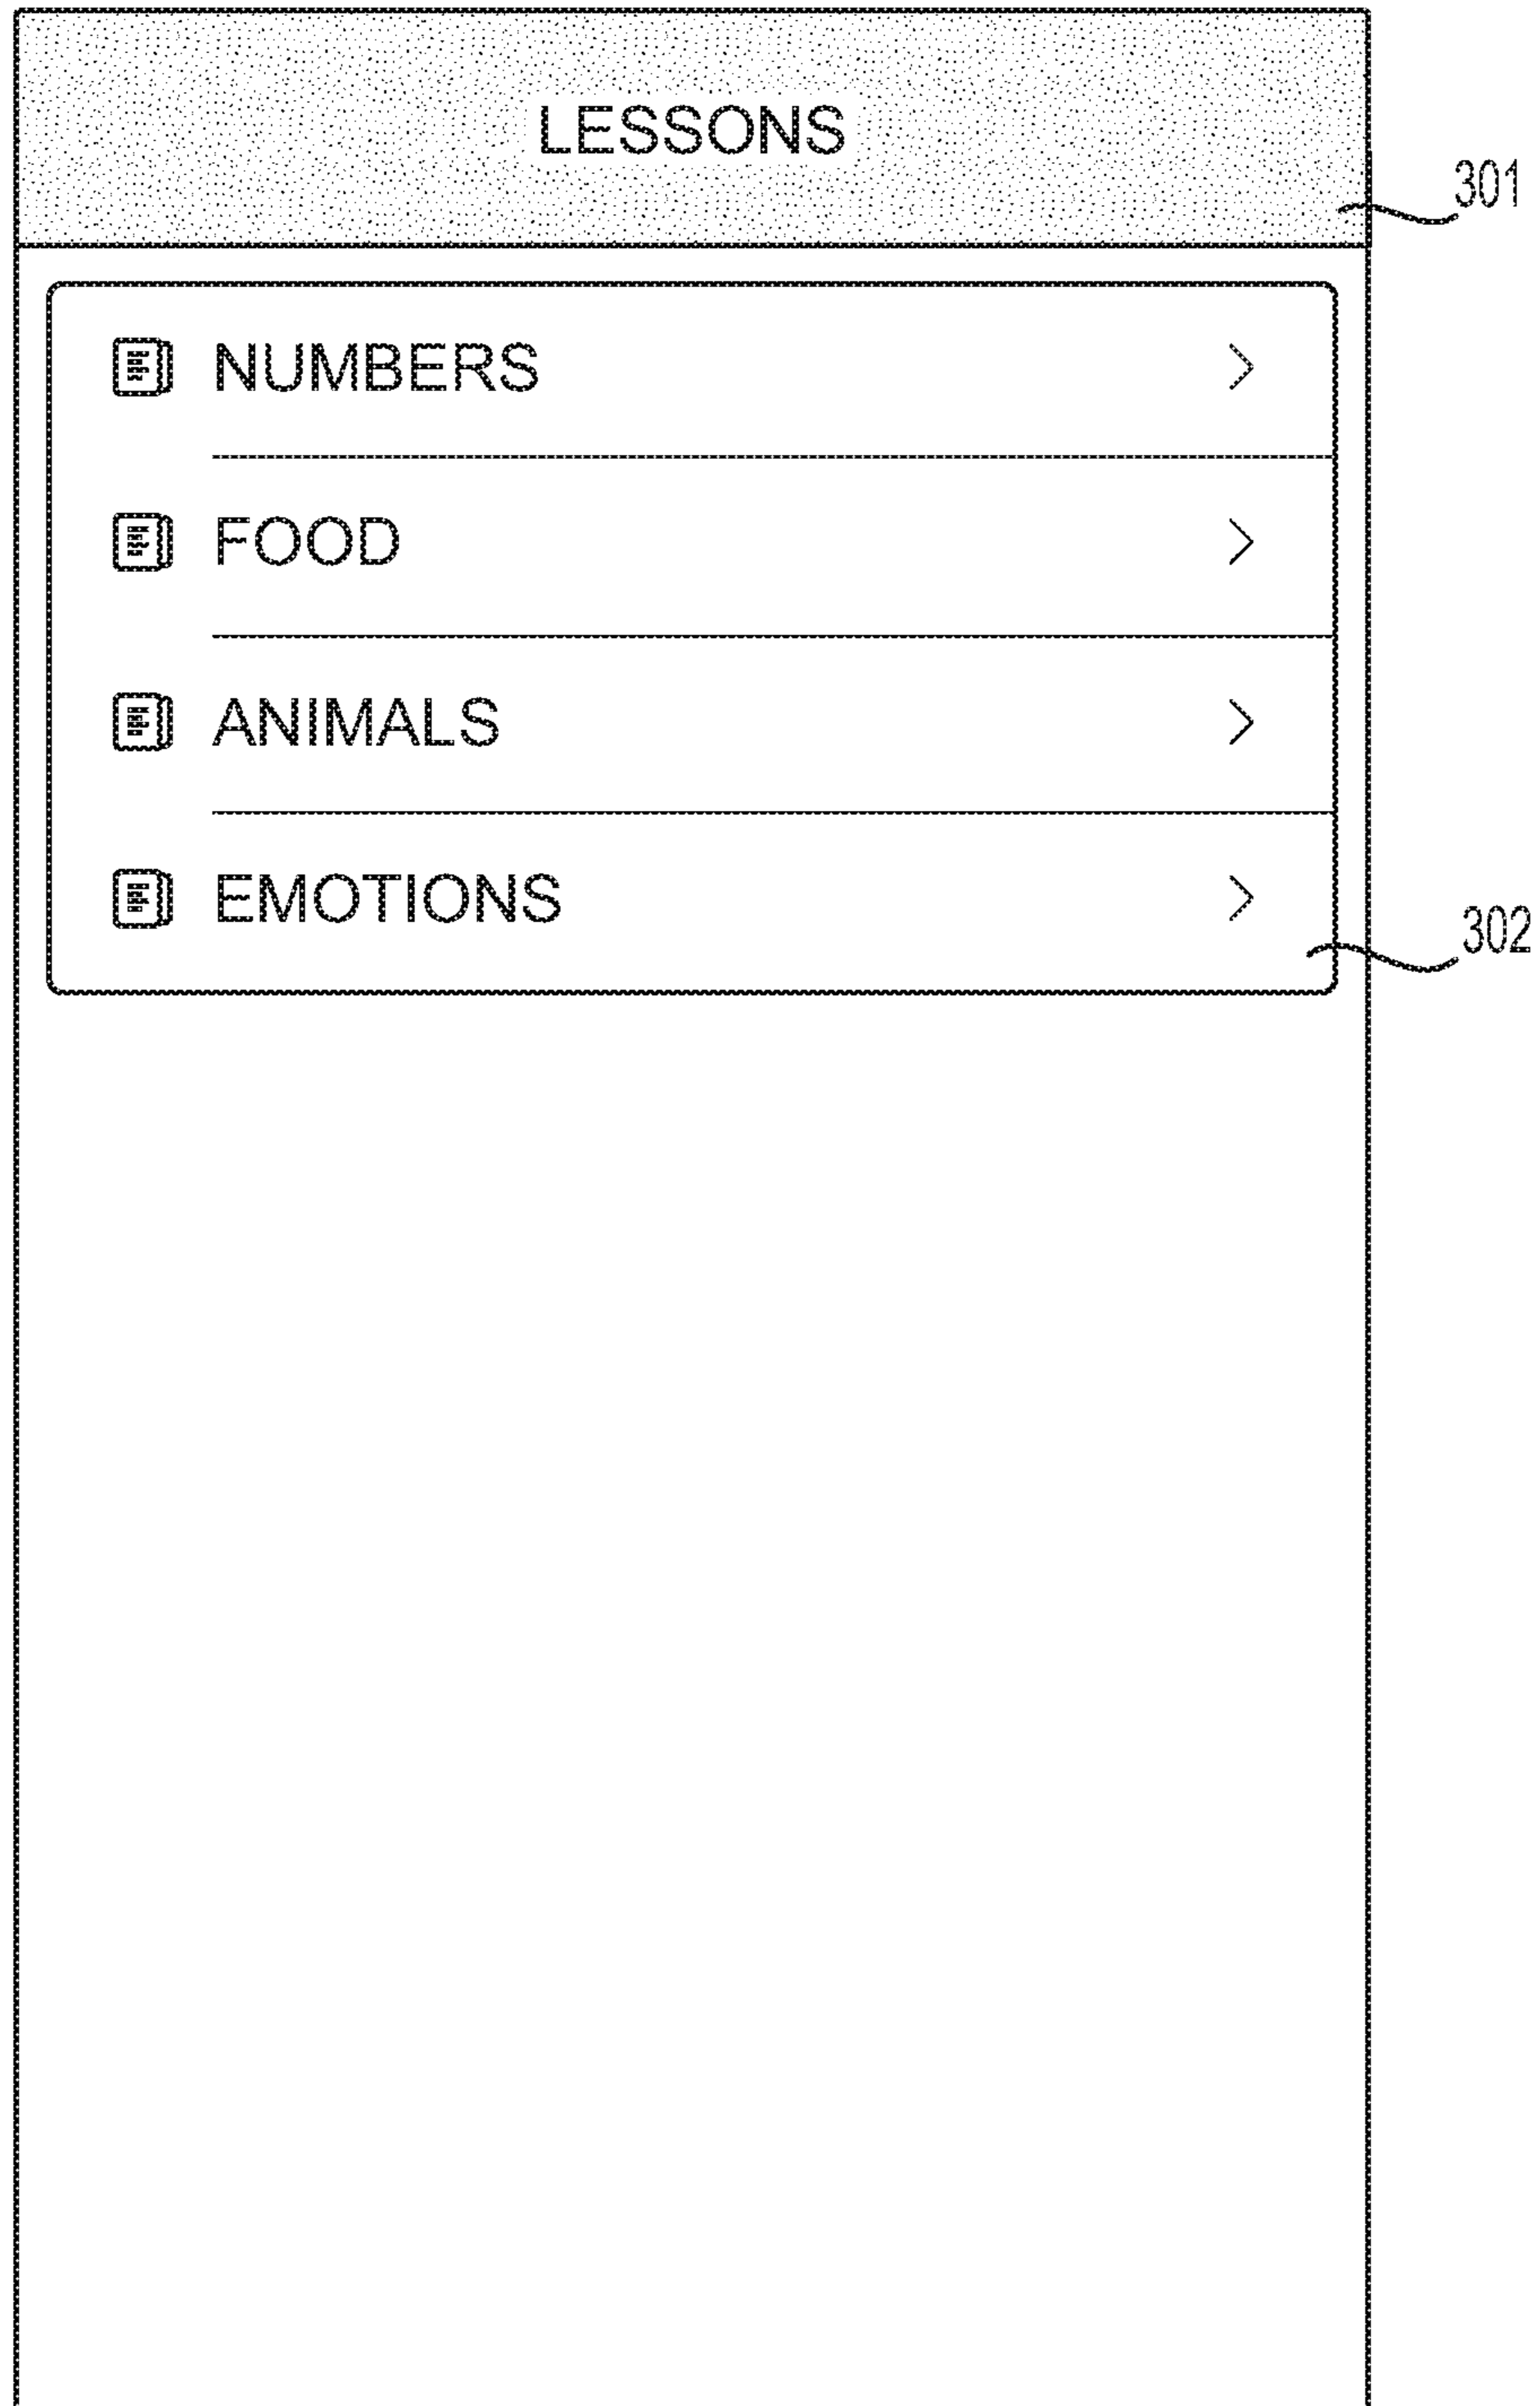 LESSONS
301
NUMBERS
FOOD
ANIMALS
EMOTIONS
302